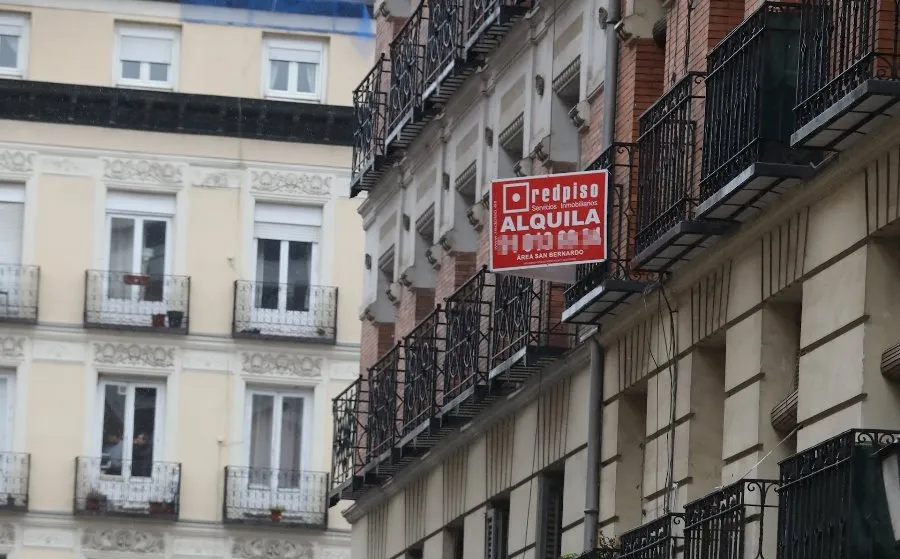 redpiso
Servicios Inmobiliarios
ALQUILA
ÁREA SAN BERNARDO